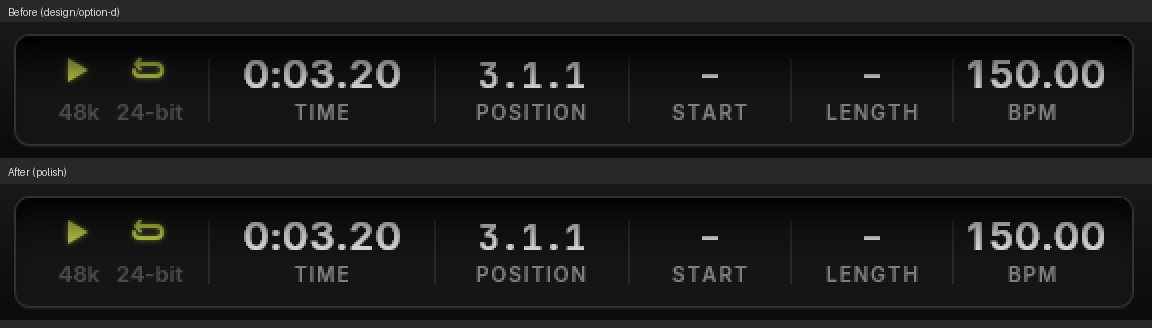 Before (design/option-d)
0:03.20 3.1.1 – – 150.00
48k 24-bit TIME POSITION START LENGTH BPM
After (polish)
0:03.20 3.1.1 – – 150.00
48k 24-bit TIME POSITION START LENGTH BPM